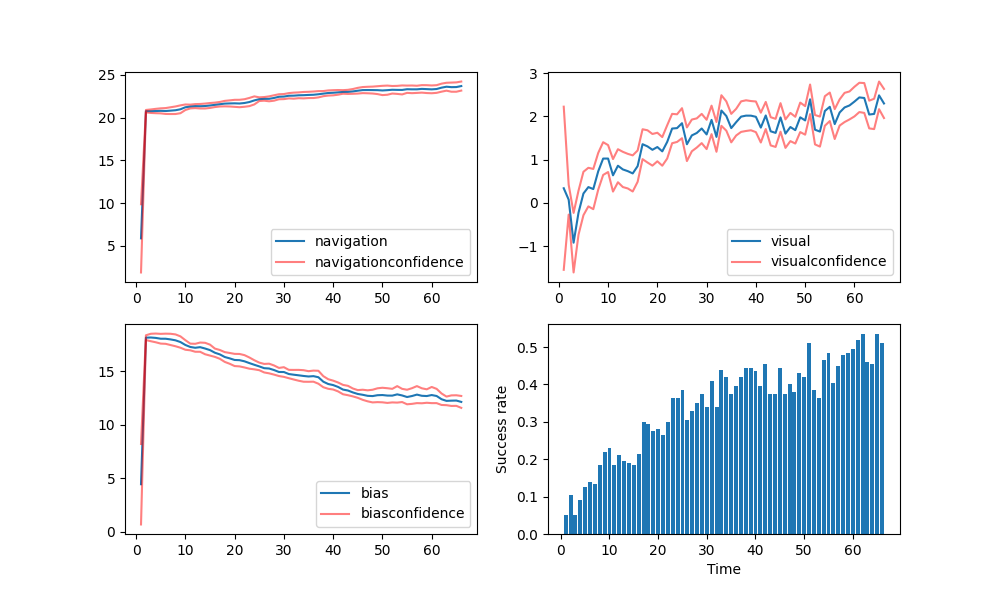 25
20
15
10
5
0 10 20 30 40 50 60
navigation
navigationconfidence
3
2
1
0
−1
0 10 20 30 40 50 60
visual
visualconfidence
15
10
5
0
0 10 20 30 40 50 60
bias
biasconfidence
Success rate
0.5
0.4
0.3
0.2
0.1
0.0
0 10 20 30 40 50 60
Time